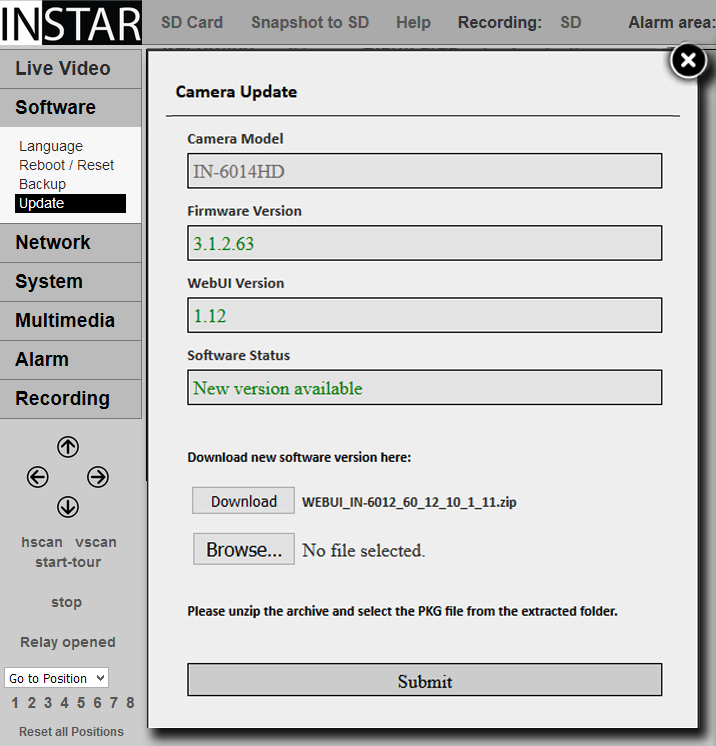 INSTAR
SD Card Snapshot to SD Help Recording: SD Alarm area:
Live Video
Software
Language
Reboot / Reset
Backup
Update
Network
System
Multimedia
Alarm
Recording
hscan vscan
start-tour
stop
Relay opened
Go to Position
1 2 3 4 5 6 7 8
Reset all Positions
Camera Update
Camera Model
IN-6014HD
Firmware Version
3.1.2.63
WebUI Version
1.12
Software Status
New version available
Download new software version here:
Download WEBUI_IN-6012_60_12_10_1_11.zip
Browse... No file selected.
Please unzip the archive and select the PKG file from the extracted folder.
Submit